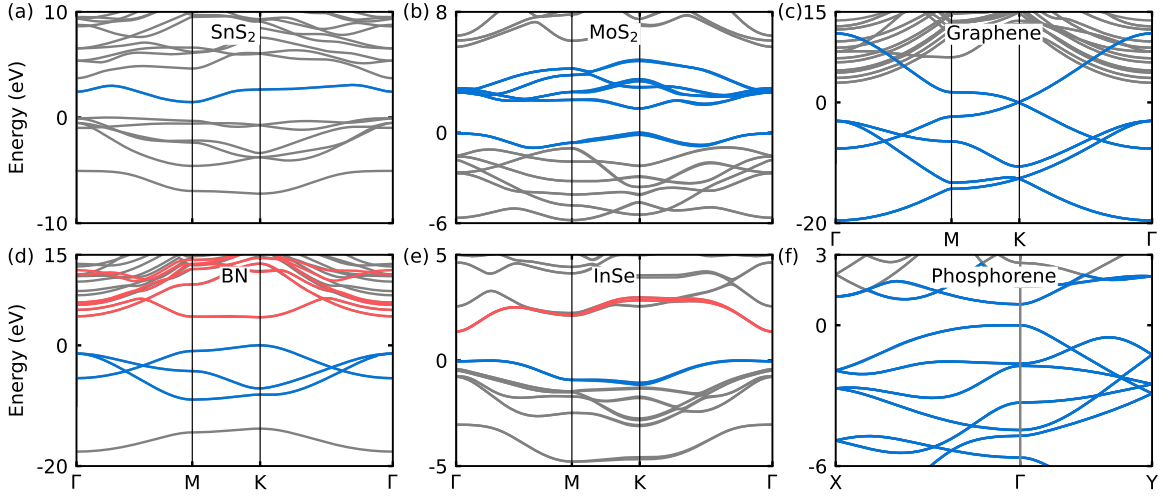 (a)
10
SnS₂
0
-10
Energy (eV)
(b)
8
MoS₂
0
-6
(c)
15
Graphene
0
-20
Γ M K Γ
(d)
15
BN
0
-20
Energy (eV)
Γ M K Γ
(e)
5
InSe
0
-5
Γ M K Γ
(f)
3
Phosphorene
0
-6
X Γ Y